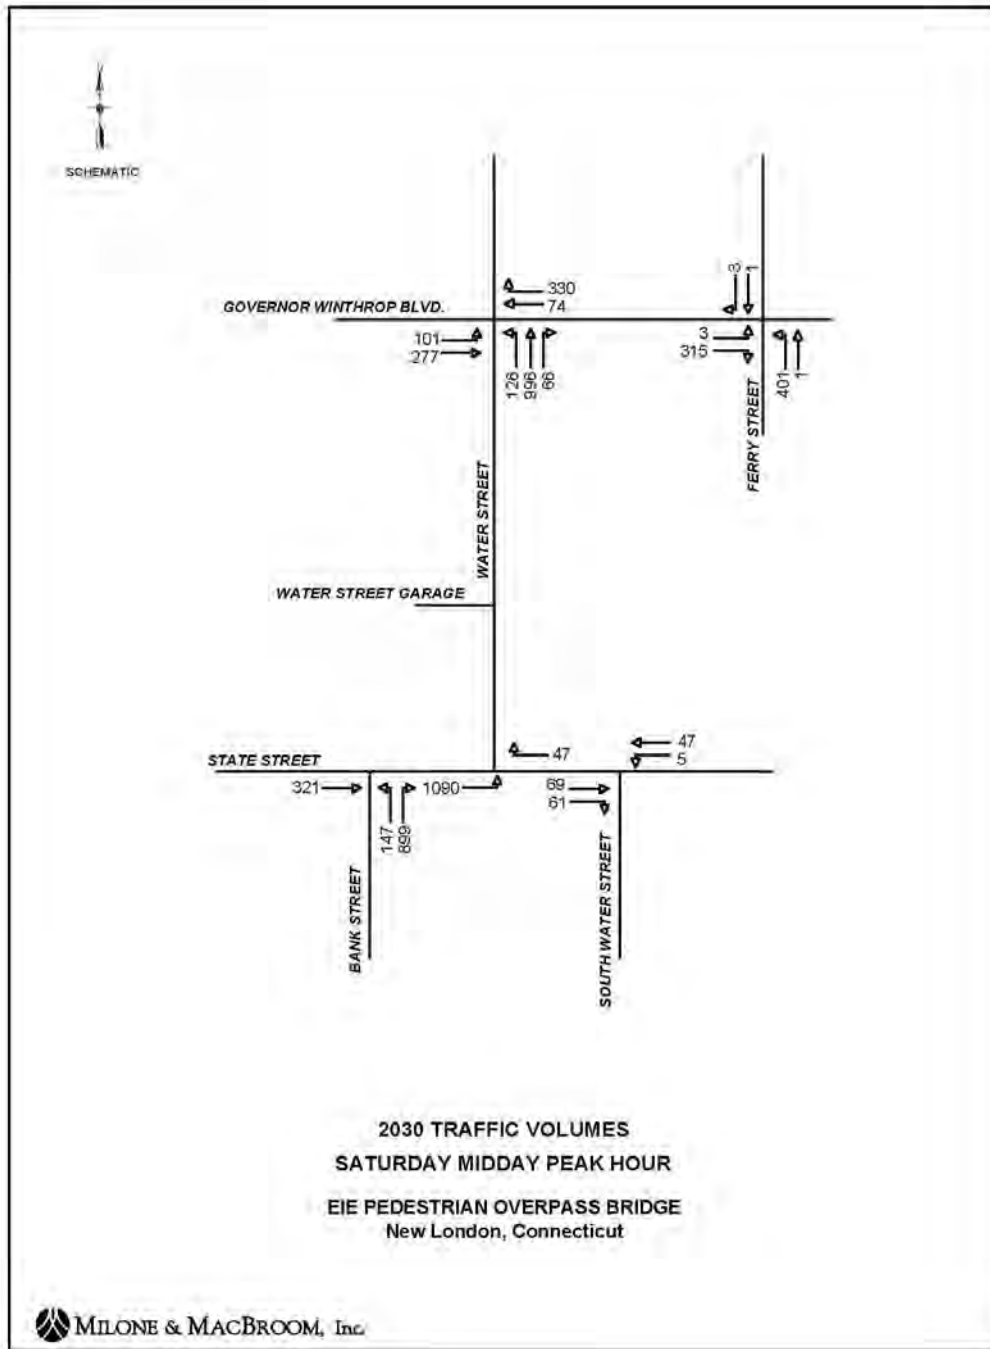 SCHEMATIC
3
1
330
74
GOVERNOR WINTHROP BLVD.
101
277
126
996
66
3
315
401
1
FERRY STREET
WATER STREET
WATER STREET GARAGE
47
47
5
STATE STREET
321
147
899
1090
69
61
BANK STREET
SOUTH WATER STREET
2030 TRAFFIC VOLUMES
SATURDAY MIDDAY PEAK HOUR
EIE PEDESTRIAN OVERPASS BRIDGE
New London, Connecticut
MILONE & MACBROOM, Inc.